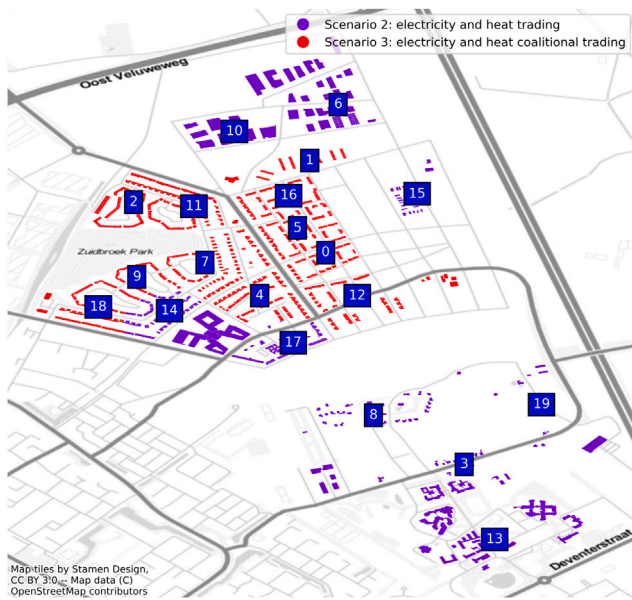 Scenario 2: electricity and heat trading
Scenario 3: electricity and heat coalitional trading
Oost Veluweweg
6
10
1
15
16
2
11
5
0
Zuidbroek Park
7
9
12
4
18
14
17
19
8
3
13
Deventerstraat
Map tiles by Stamen Design,
CC BY 3.0 -- Map data (C)
OpenStreetMap contributors